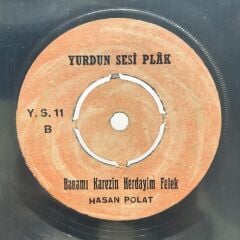 YURDUN SESİ PLÂK
Y. S. 11
B
Banamı Karezin Herdayim Felek
HASAN POLAT